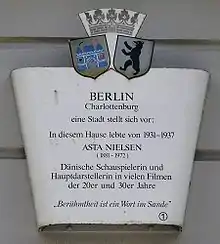 BERLIN
Charlottenburg
eine Stadt stellt sich vor:
In diesem Hause lebte von 1931-1937
ASTA NIELSEN
(1881-1972)
Dänische Schauspielerin und
Hauptdarstellerin in vielen Filmen
der 20er und 30er Jahre
„Berühmtheit ist ein Wort im Sande"
1